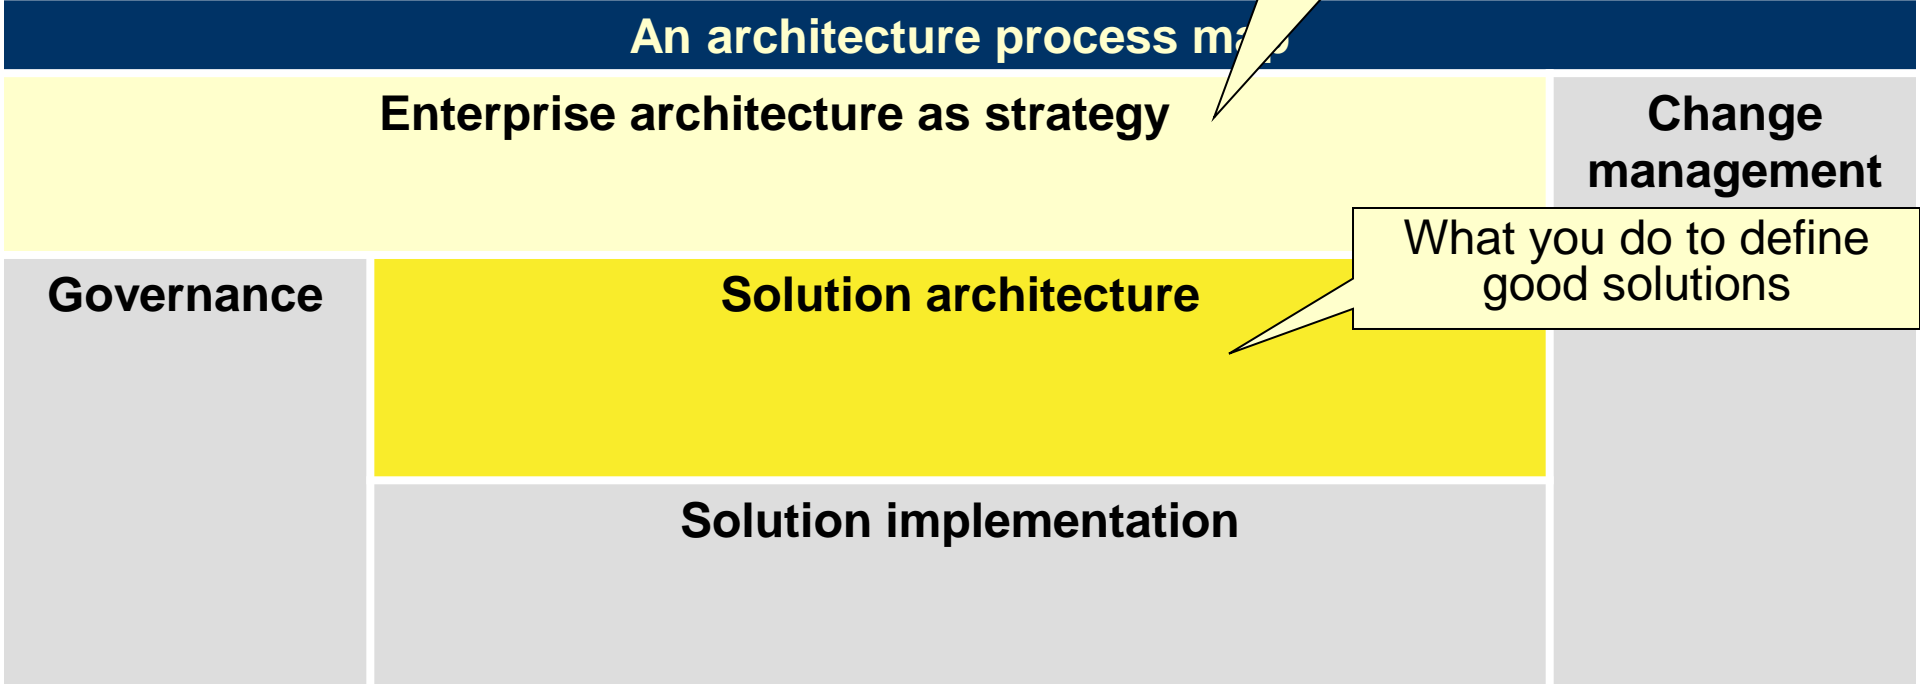 An architecture process map
Enterprise architecture as strategy
Change
management
What you do to define
good solutions
Governance
Solution architecture
Solution implementation